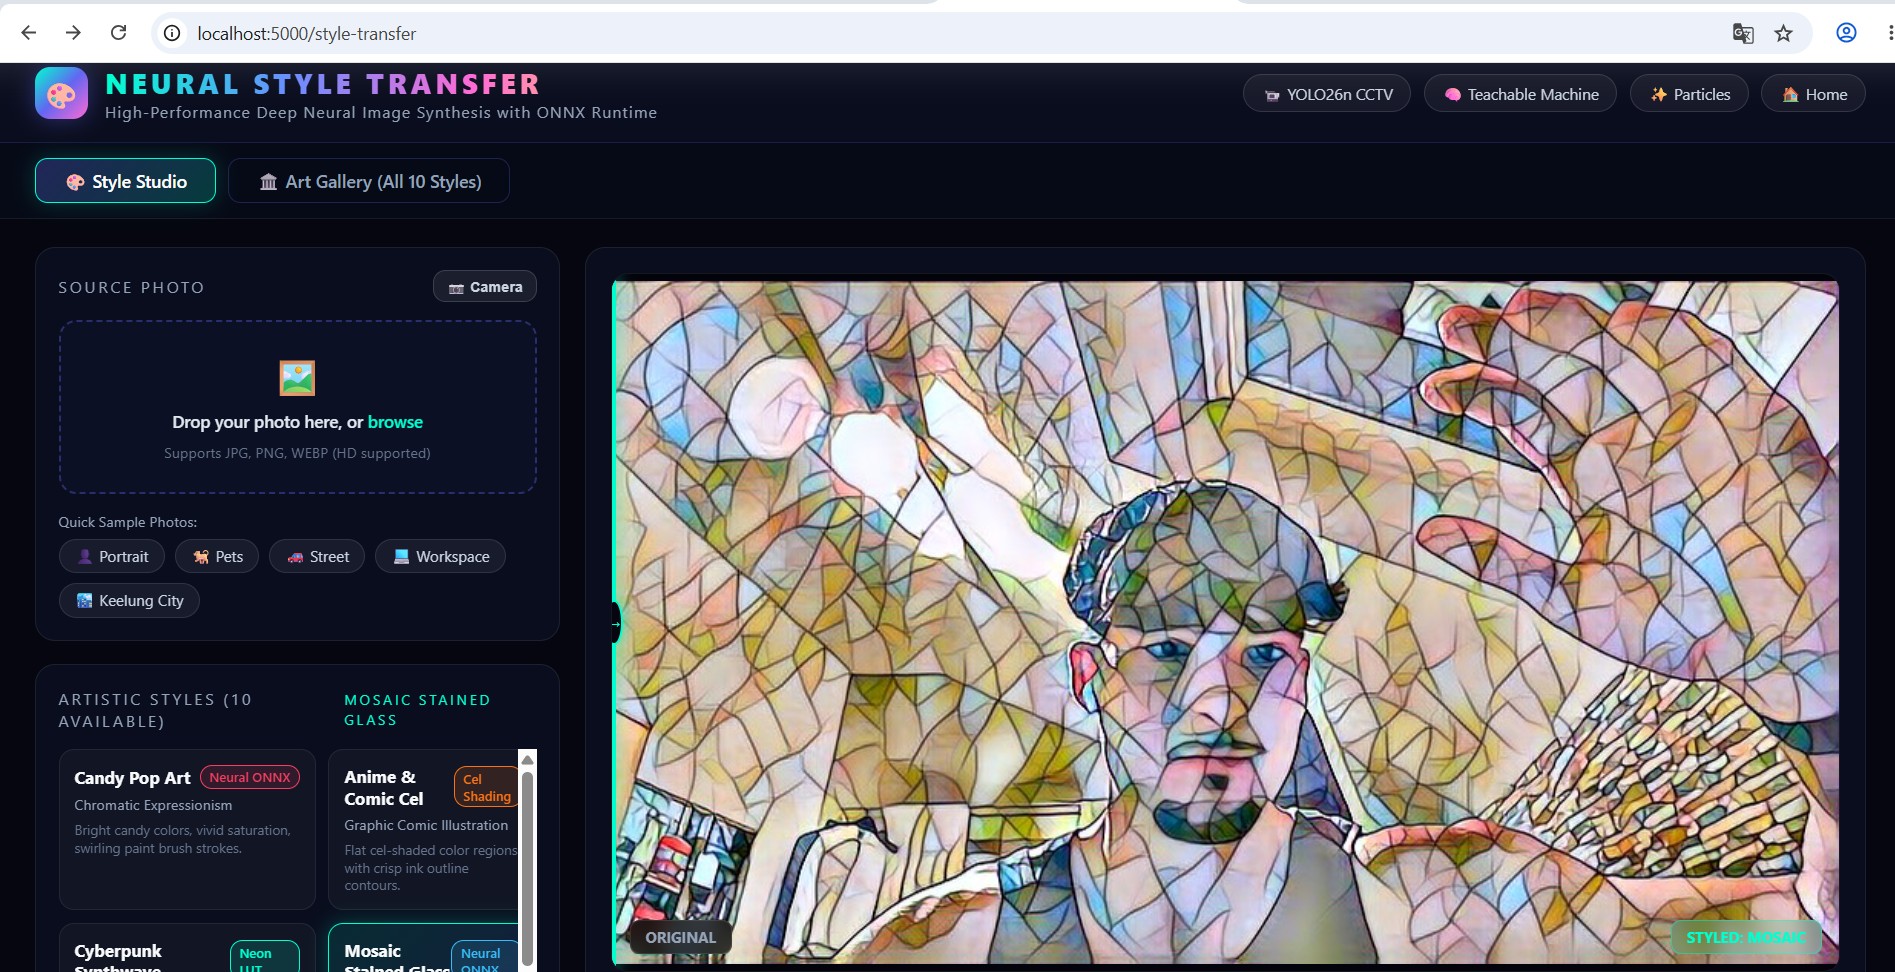 localhost:5000/style-transfer
NEURAL STYLE TRANSFER
High-Performance Deep Neural Image Synthesis with ONNX Runtime
YOLO26n CCTV
Teachable Machine
Particles
Home
Style Studio
Art Gallery (All 10 Styles)
SOURCE PHOTO
Camera
Drop your photo here, or browse
Supports JPG, PNG, WEBP (HD supported)
Quick Sample Photos:
Portrait
Pets
Street
Workspace
Keelung City
ARTISTIC STYLES (10
AVAILABLE)
MOSAIC STAINED
GLASS
Candy Pop Art
Neural ONNX
Chromatic Expressionism
Bright candy colors, vivid saturation,
swirling paint brush strokes.
Anime &
Comic Cel
Cel
Shading
Graphic Comic Illustration
Flat cel-shaded color regions
with crisp ink outline
contours.
Cyberpunk
Synthwave
Neon
LUT
Mosaic
Stained Glass
Neural
ONNX
ORIGINAL
STYLED: MOSAIC